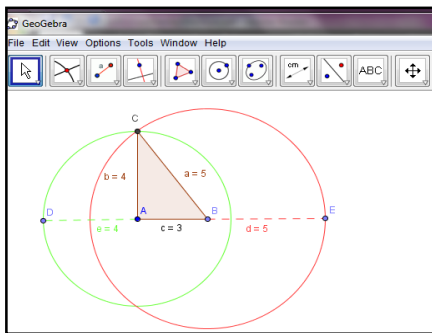 GeoGebra
File Edit View Options Tools Window Help
cm ABC
C
b = 4 a = 5
D A B E
e = 4 c = 3 d = 5